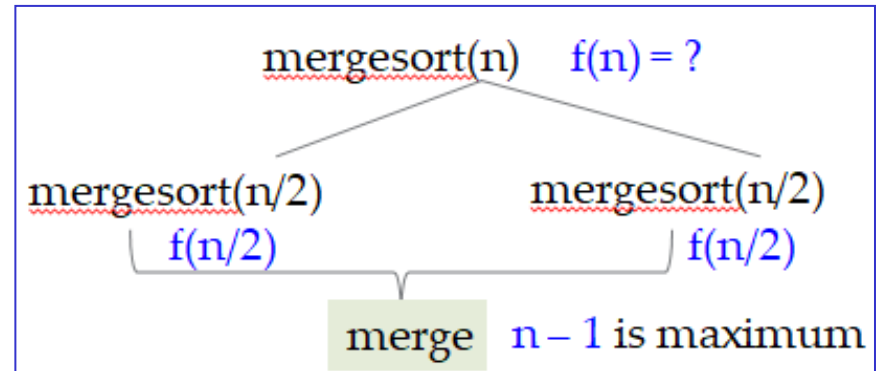 mergesort(n) f(n) = ?
mergesort(n/2) mergesort(n/2)
f(n/2) f(n/2)
merge n – 1 is maximum